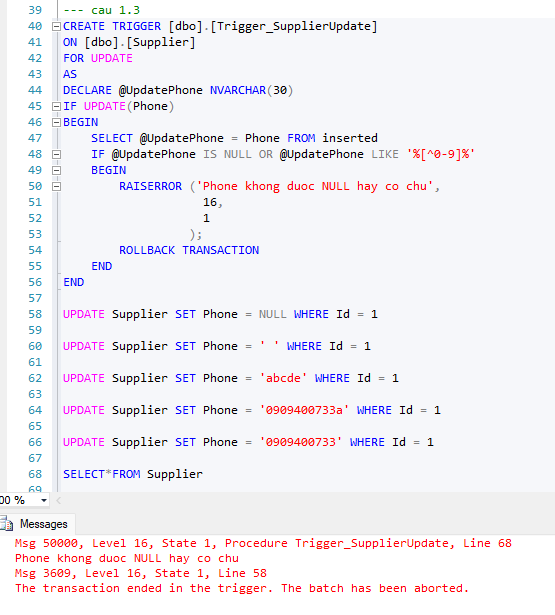 39 --- cau 1.3
40 CREATE TRIGGER [dbo].[Trigger_SupplierUpdate]
41 ON [dbo].[Supplier]
42 FOR UPDATE
43 AS
44 DECLARE @UpdatePhone NVARCHAR(30)
45 IF UPDATE(Phone)
46 BEGIN
47 SELECT @UpdatePhone = Phone FROM inserted
48 IF @UpdatePhone IS NULL OR @UpdatePhone LIKE '%[^0-9]%'
49 BEGIN
50 RAISERROR ('Phone khong duoc NULL hay co chu',
51 16,
52 1
53 );
54 ROLLBACK TRANSACTION
55 END
56 END
57
58 UPDATE Supplier SET Phone = NULL WHERE Id = 1
59
60 UPDATE Supplier SET Phone = ' ' WHERE Id = 1
61
62 UPDATE Supplier SET Phone = 'abcde' WHERE Id = 1
63
64 UPDATE Supplier SET Phone = '0909400733a' WHERE Id = 1
65
66 UPDATE Supplier SET Phone = '0909400733' WHERE Id = 1
67
68 SELECT*FROM Supplier
69
00 %
Messages
Msg 50000, Level 16, State 1, Procedure Trigger_SupplierUpdate, Line 68
Phone khong duoc NULL hay co chu
Msg 3609, Level 16, State 1, Line 58
The transaction ended in the trigger. The batch has been aborted.